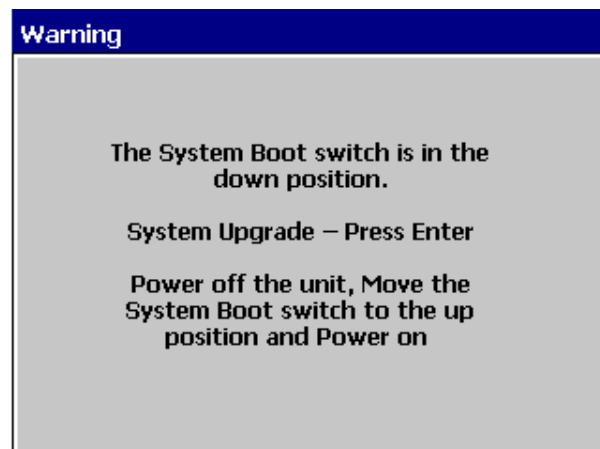 Warning
The System Boot switch is in the
down position.
System Upgrade – Press Enter
Power off the unit, Move the
System Boot switch to the up
position and Power on